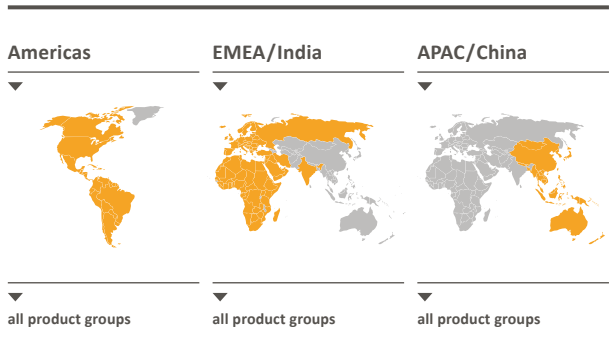 Americas
EMEA/India
APAC/China
all product groups
all product groups
all product groups